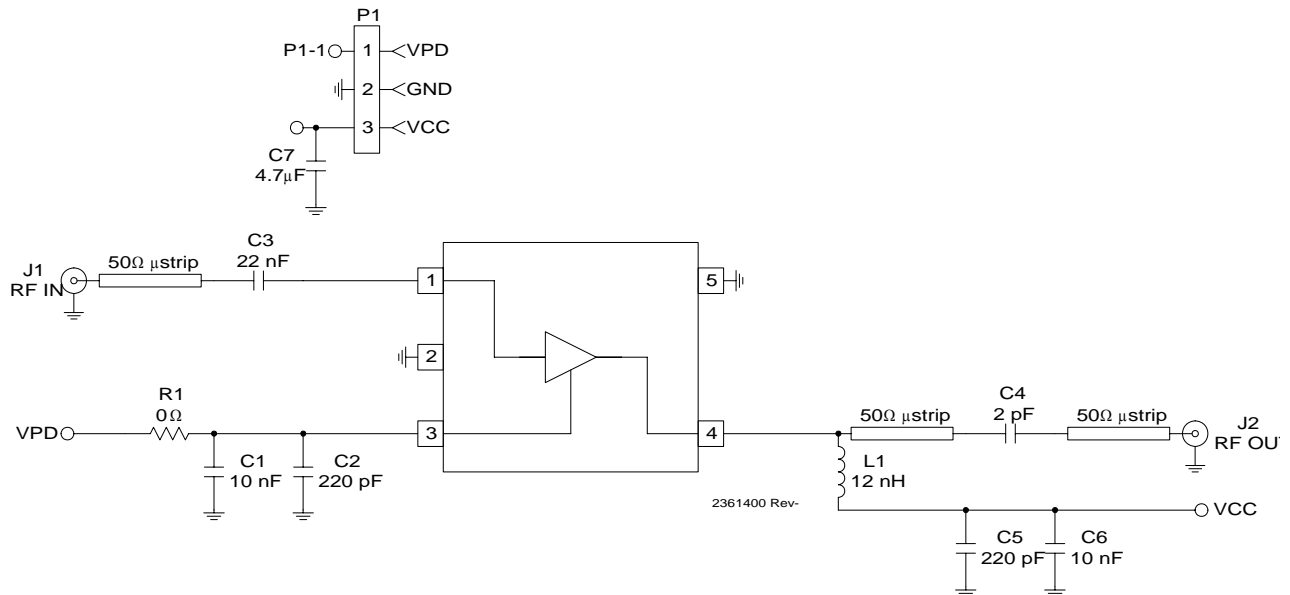 P1
P1-1
1
VPD
2
GND
3
VCC
C7
4.7μF
C3
22 nF
50Ω μstrip
J1
RF IN
1
5
2
R1
0Ω
VPD
3
4
C1
10 nF
C2
220 pF
50Ω μstrip
C4
2 pF
50Ω μstrip
J2
RF OU
L1
12 nH
2361400 Rev-
VCC
C5
220 pF
C6
10 nF